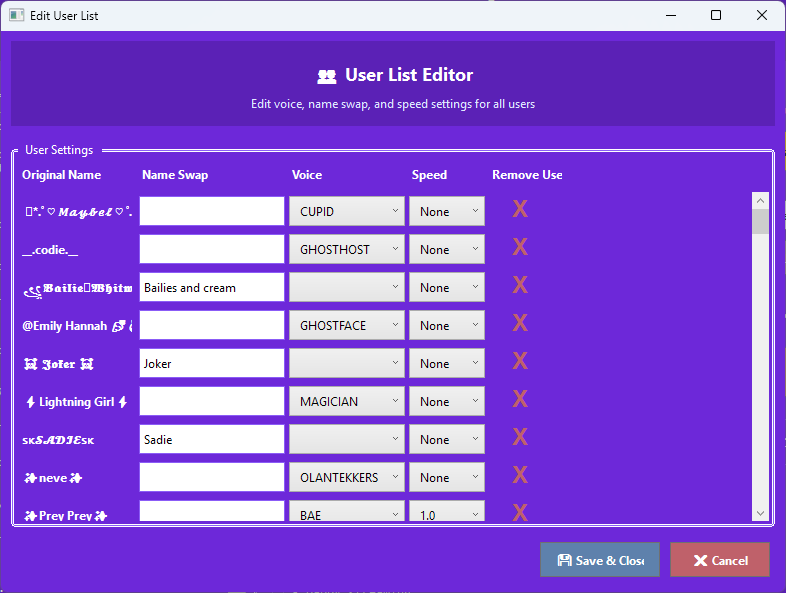 Edit User List
👥 User List Editor
Edit voice, name swap, and speed settings for all users
User Settings
Original Name Name Swap Voice Speed Remove Use
*.˚♡ 𝑴𝒂𝒚𝒃𝒆𝒍 ♡ ˚. CUPID None X
__.codie.__ GHOSTHOST None X
𝕭𝖆𝖎𝖑𝖎𝖊 Bailies and cream None X
@Emily Hannah GHOSTFACE None X
☠ 𝕵𝖔𝖐𝖊𝖗 ☠ Joker None X
⚡Lightning Girl⚡ MAGICIAN None X
sᴋ𝓢𝓐𝓓𝓘𝓔sᴋ Sadie None X
neve OLANTEKKERS None X
Prey Prey BAE 1.0 X
💾 Save & Clos
✖ Cancel